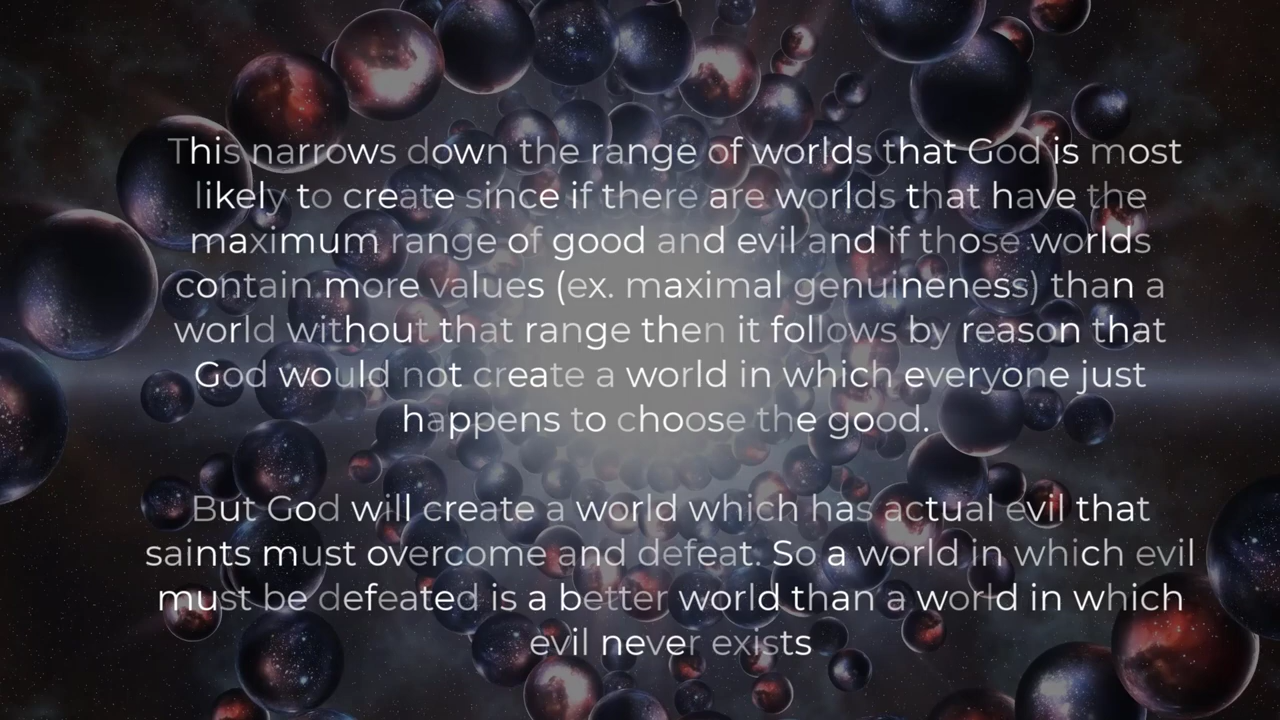 This narrows down the range of worlds that God is most
likely to create since if there are worlds that have the
maximum range of good and evil and if those worlds
contain more values (ex. maximal genuineness) than a
world without that range then it follows by reason that
God would not create a world in which everyone just
happens to choose the good.
But God will create a world which has actual evil that
saints must overcome and defeat. So a world in which evil
must be defeated is a better world than a world in which
evil never exists